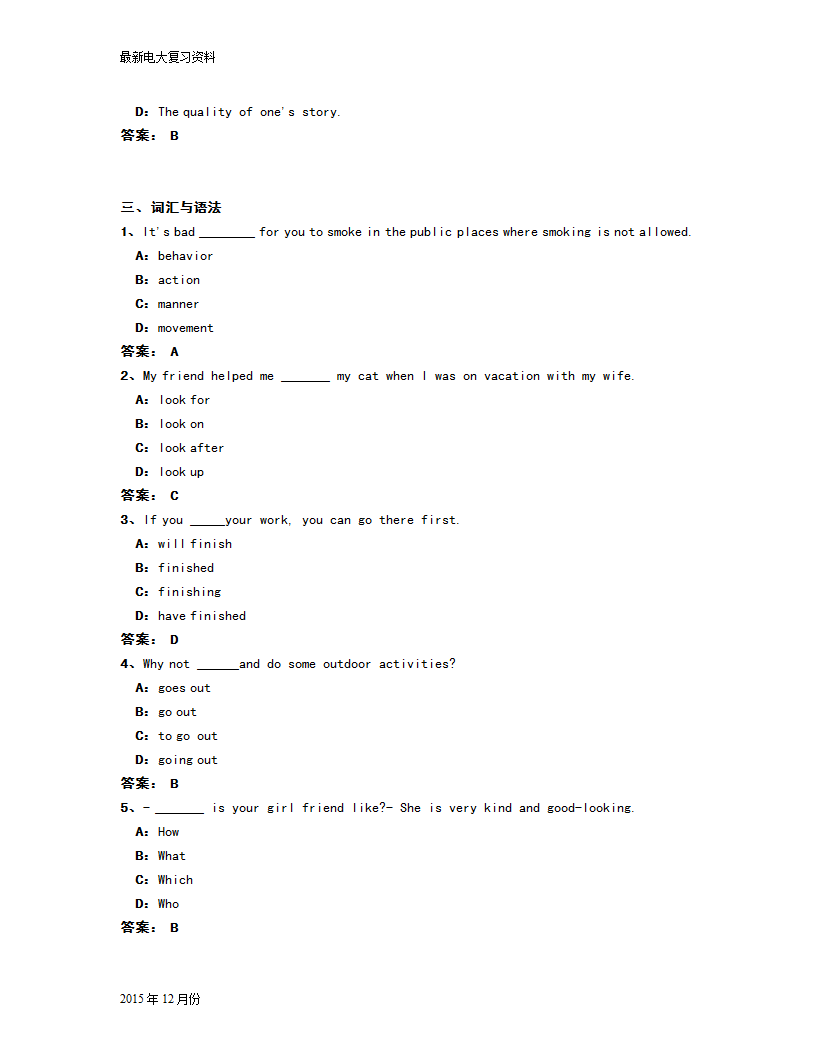 最新电大复习资料
D：The quality of one's story.
答案： B
三、词汇与语法
1、It's bad ________ for you to smoke in the public places where smoking is not allowed.
A：behavior
B：action
C：manner
D：movement
答案： A
2、My friend helped me _______ my cat when I was on vacation with my wife.
A：look for
B：look on
C：look after
D：look up
答案： C
3、If you _____your work, you can go there first.
A：will finish
B：finished
C：finishing
D：have finished
答案： D
4、Why not ______and do some outdoor activities?
A：goes out
B：go out
C：to go out
D：going out
答案： B
5、- _______ is your girl friend like?- She is very kind and good-looking.
A：How
B：What
C：Which
D：Who
答案： B
2015 年 12 月份